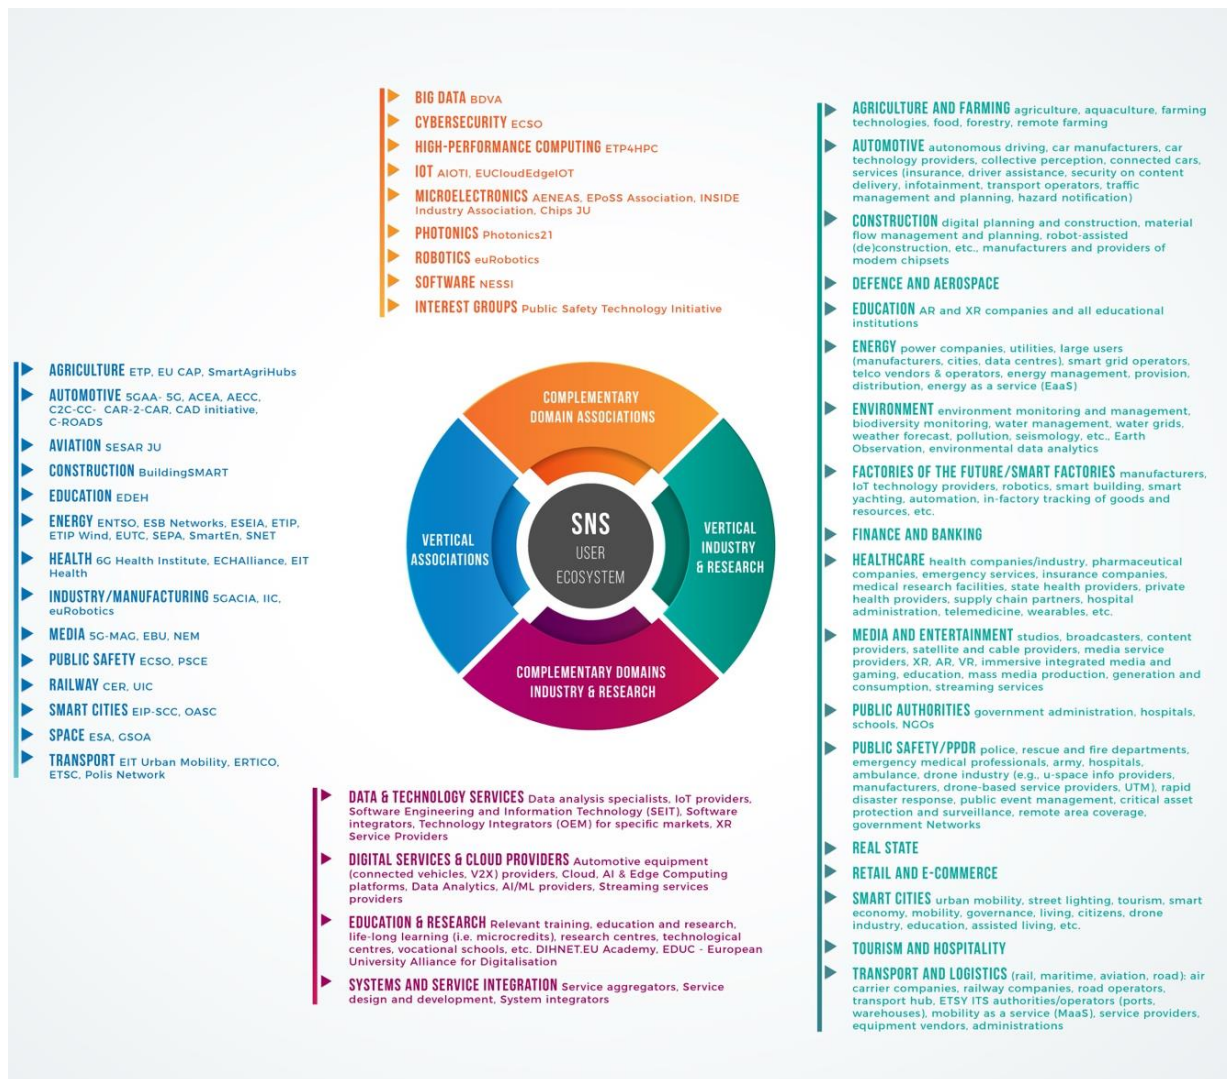 BIG DATA BDVA
CYBERSECURITY ECSO
HIGH-PERFORMANCE COMPUTING ETP4HPC
IOT AIOTI, EUCloudEdgeIOT
MICROELECTRONICS AENEAS, EPoSS Association, INSIDE
Industry Association, Chips JU
PHOTONICS Photonics21
ROBOTICS euRobotics
SOFTWARE NESSI
INTEREST GROUPS Public Safety Technology Initiative
AGRICULTURE ETP, EU CAP, SmartAgriHubs
AUTOMOTIVE 5GAA- 5G, ACEA, AECC,
C2C-CC- CAR-2-CAR, CAD initiative,
C-ROADS
AVIATION SESAR JU
CONSTRUCTION BuildingSMART
EDUCATION EDEH
ENERGY ENTSO, ESB Networks, ESEIA, ETIP,
ETIP Wind, EUTC, SEPA, SmartEn, SNET
HEALTH 6G Health Institute, ECHAlliance, EIT
Health
INDUSTRY/MANUFACTURING 5GACIA, IIC,
euRobotics
MEDIA 5G-MAG, EBU, NEM
PUBLIC SAFETY ECSO, PSCE
RAILWAY CER, UIC
SMART CITIES EIP-SCC, OASC
SPACE ESA, GSOA
TRANSPORT EIT Urban Mobility, ERTICO,
ETSC, Polis Network
COMPLEMENTARY
DOMAIN ASSOCIATIONS
VERTICAL
ASSOCIATIONS
SNS
USER
ECOSYSTEM
VERTICAL
INDUSTRY
& RESEARCH
COMPLEMENTARY DOMAINS
INDUSTRY & RESEARCH
DATA & TECHNOLOGY SERVICES Data analysis specialists, IoT providers,
Software Engineering and Information Technology (SEIT), Software
integrators, Technology Integrators (OEM) for specific markets, XR
Service Providers
DIGITAL SERVICES & CLOUD PROVIDERS Automotive equipment
(connected vehicles, V2X) providers, Cloud, AI & Edge Computing
platforms, Data Analytics, AI/ML providers, Streaming services
providers
EDUCATION & RESEARCH Relevant training, education and research,
life-long learning (i.e. microcredits), research centres, technological
centres, vocational schools, etc. DIHNET.EU Academy, EDUC - European
University Alliance for Digitalisation
SYSTEMS AND SERVICE INTEGRATION Service aggregators, Service
design and development, System integrators
AGRICULTURE AND FARMING agriculture, aquaculture, farming
technologies, food, forestry, remote farming
AUTOMOTIVE autonomous driving, car manufacturers, car
technology providers, collective perception, connected cars,
services (insurance, driver assistance, security on content
delivery, infotainment, transport operators, traffic
management and planning, hazard notification)
CONSTRUCTION digital planning and construction, material
flow management and planning, robot-assisted
(de)construction, etc., manufacturers and providers of
modem chipsets
DEFENCE AND AEROSPACE
EDUCATION AR and XR companies and all educational
institutions
ENERGY power companies, utilities, large users
(manufacturers, cities, data centres), smart grid operators,
telco vendors & operators, energy management, provision,
distribution, energy as a service (EaaS)
ENVIRONMENT environment monitoring and management,
biodiversity monitoring, water management, water grids,
weather forecast, pollution, seismology, etc., Earth
Observation, environmental data analytics
FACTORIES OF THE FUTURE/SMART FACTORIES manufacturers,
IoT technology providers, robotics, smart building, smart
yachting, automation, in-factory tracking of goods and
resources, etc.
FINANCE AND BANKING
HEALTHCARE health companies/industry, pharmaceutical
companies, emergency services, insurance companies,
medical research facilities, state health providers, private
health providers, supply chain partners, hospital
administration, telemedicine, wearables, etc.
MEDIA AND ENTERTAINMENT studios, broadcasters, content
providers, satellite and cable providers, media service
providers, XR, AR, VR, immersive integrated media and
gaming, education, mass media production, generation and
consumption, streaming services
PUBLIC AUTHORITIES government administration, hospitals,
schools, NGOs
PUBLIC SAFETY/PPDR police, rescue and fire departments,
emergency medical professionals, army, hospitals,
ambulance, drone industry (e.g., u-space info providers,
manufacturers, drone-based service providers, UTM), rapid
disaster response, public event management, critical asset
protection and surveillance, remote area coverage,
government Networks
REAL STATE
RETAIL AND E-COMMERCE
SMART CITIES urban mobility, street lighting, tourism, smart
economy, mobility, governance, living, citizens, drone
industry, education, assisted living, etc.
TOURISM AND HOSPITALITY
TRANSPORT AND LOGISTICS (rail, maritime, aviation, road): air
carrier companies, railway companies, road operators,
transport hub, ETSY ITS authorities/operators (ports,
warehouses), mobility as a service (MaaS), service providers,
equipment vendors, administrations